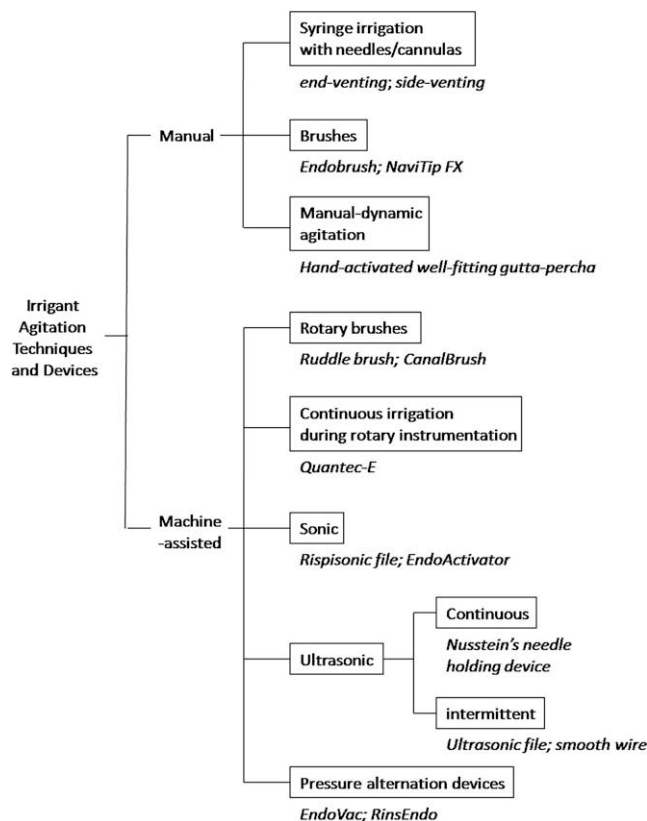 Syringe irrigation
with needles/cannulas
end-venting; side-venting
Manual
Brushes
Endobrush; NaviTip FX
Manual-dynamic
agitation
Hand-activated well-fitting gutta-percha
Irrigant
Agitation
Techniques
and Devices
Rotary brushes
Ruddle brush; CanalBrush
Continuous irrigation
during rotary instrumentation
Quantec-E
Machine
-assisted
Sonic
Rispisonic file; EndoActivator
Ultrasonic
Continuous
Nusstein's needle
holding device
intermittent
Ultrasonic file; smooth wire
Pressure alternation devices
EndoVac; RinsEndo